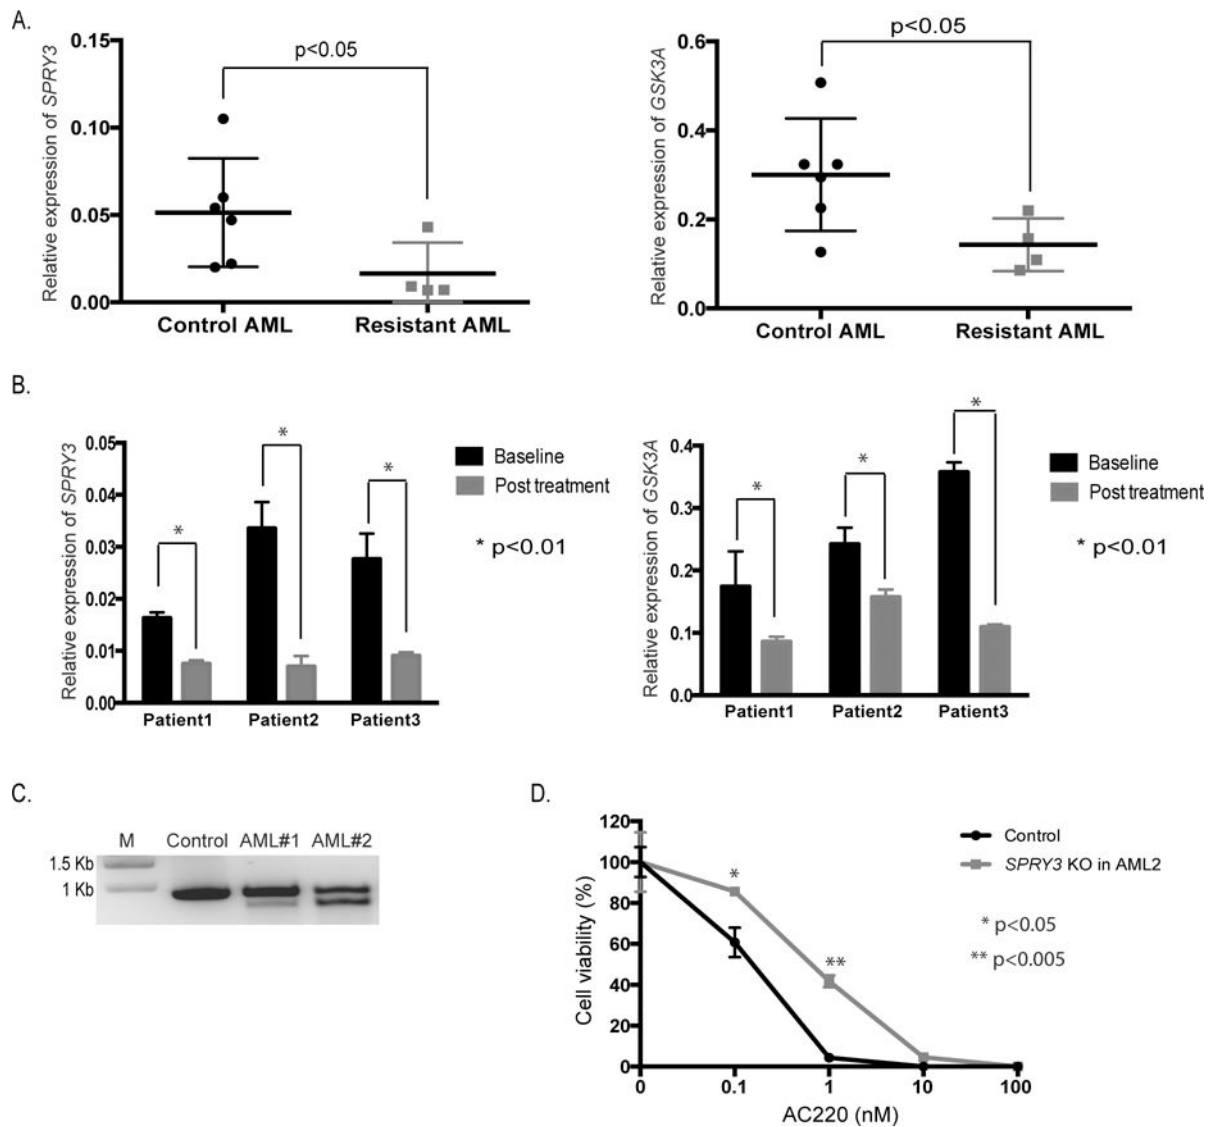 A.
Relative expression of SPRY3
0.15
0.10
0.05
0.00
p<0.05
Control AML
Resistant AML
Relative expression of GSK3A
0.6
0.4
0.2
0.0
p<0.05
Control AML
Resistant AML
B.
Relative expression of SPRY3
0.05
0.04
0.03
0.02
0.01
0.00
*
*
*
Patient1
Patient2
Patient3
Baseline
Post treatment
* p<0.01
Relative expression of GSK3A
0.4
0.3
0.2
0.1
0.0
*
*
*
Patient1
Patient2
Patient3
Baseline
Post treatment
* p<0.01
C.
M Control AML#1 AML#2
1.5 Kb
1 Kb
D.
Cell viability (%)
120
100
80
60
40
20
0
*
**
0 0.1 1 10 100
AC220 (nM)
Control
SPRY3 KO in AML2
* p<0.05
** p<0.005